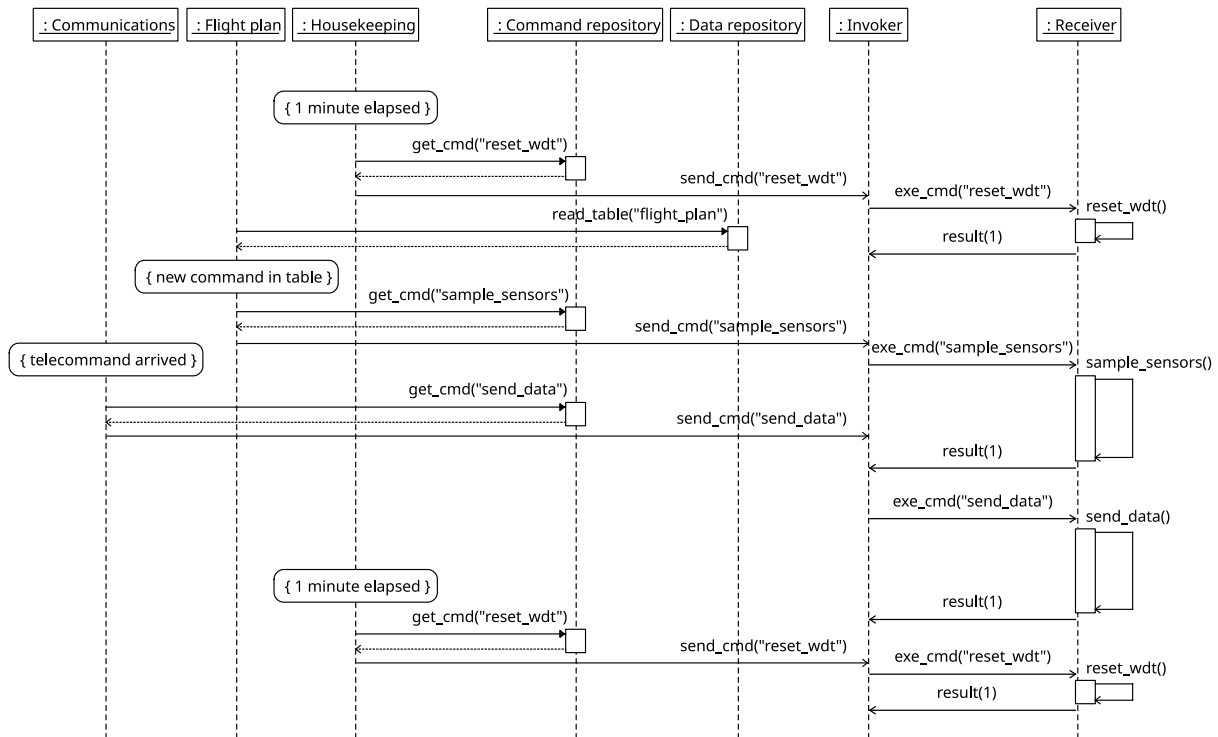 : Communications
: Flight plan
: Housekeeping
: Command repository
: Data repository
: Invoker
: Receiver
{ 1 minute elapsed }
get_cmd("reset_wdt")
send_cmd("reset_wdt")
exe_cmd("reset_wdt")
reset_wdt()
read_table("flight_plan")
result(1)
{ new command in table }
get_cmd("sample_sensors")
send_cmd("sample_sensors")
{ telecommand arrived }
exe_cmd("sample_sensors")
sample_sensors()
get_cmd("send_data")
send_cmd("send_data")
result(1)
exe_cmd("send_data")
send_data()
{ 1 minute elapsed }
result(1)
get_cmd("reset_wdt")
send_cmd("reset_wdt")
exe_cmd("reset_wdt")
reset_wdt()
result(1)